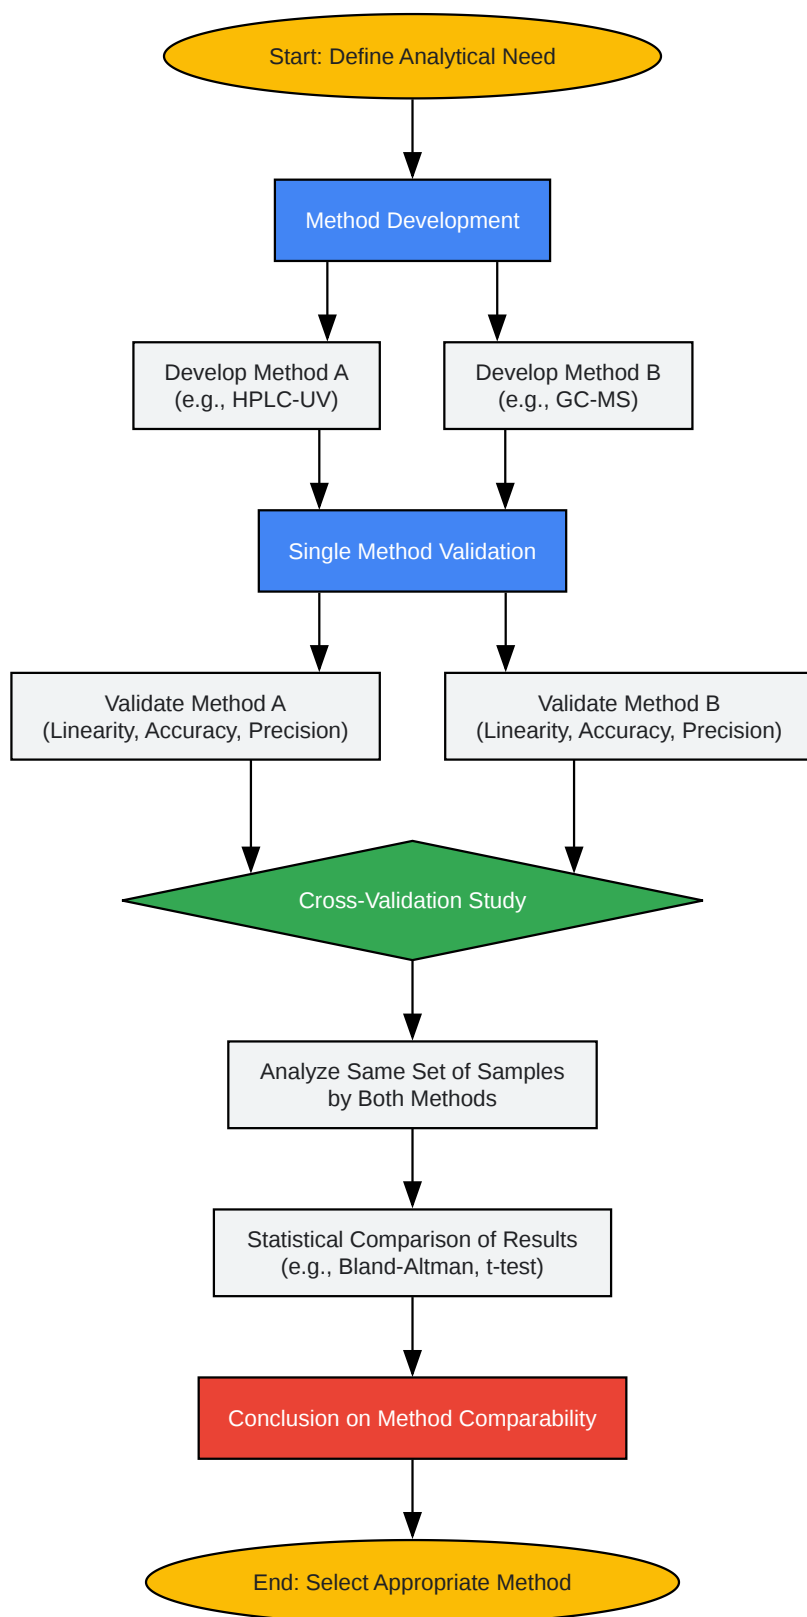 Start: Define Analytical Need
Method Development
Develop Method A
(e.g., HPLC-UV)
Develop Method B
(e.g., GC-MS)
Single Method Validation
Validate Method A
(Linearity, Accuracy, Precision)
Validate Method B
(Linearity, Accuracy, Precision)
Cross-Validation Study
Analyze Same Set of Samples
by Both Methods
Statistical Comparison of Results
(e.g., Bland-Altman, t-test)
Conclusion on Method Comparability
End: Select Appropriate Method